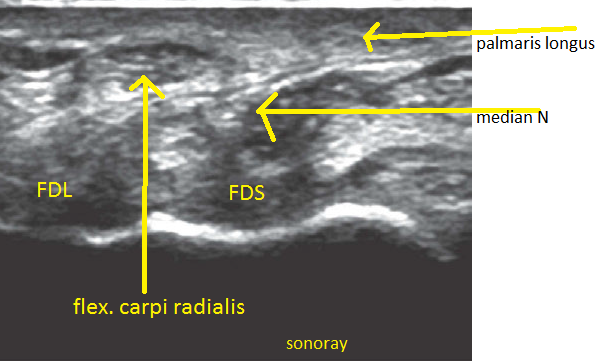 palmaris longus
median N
FDL
FDS
flex. carpi radialis
sonoray